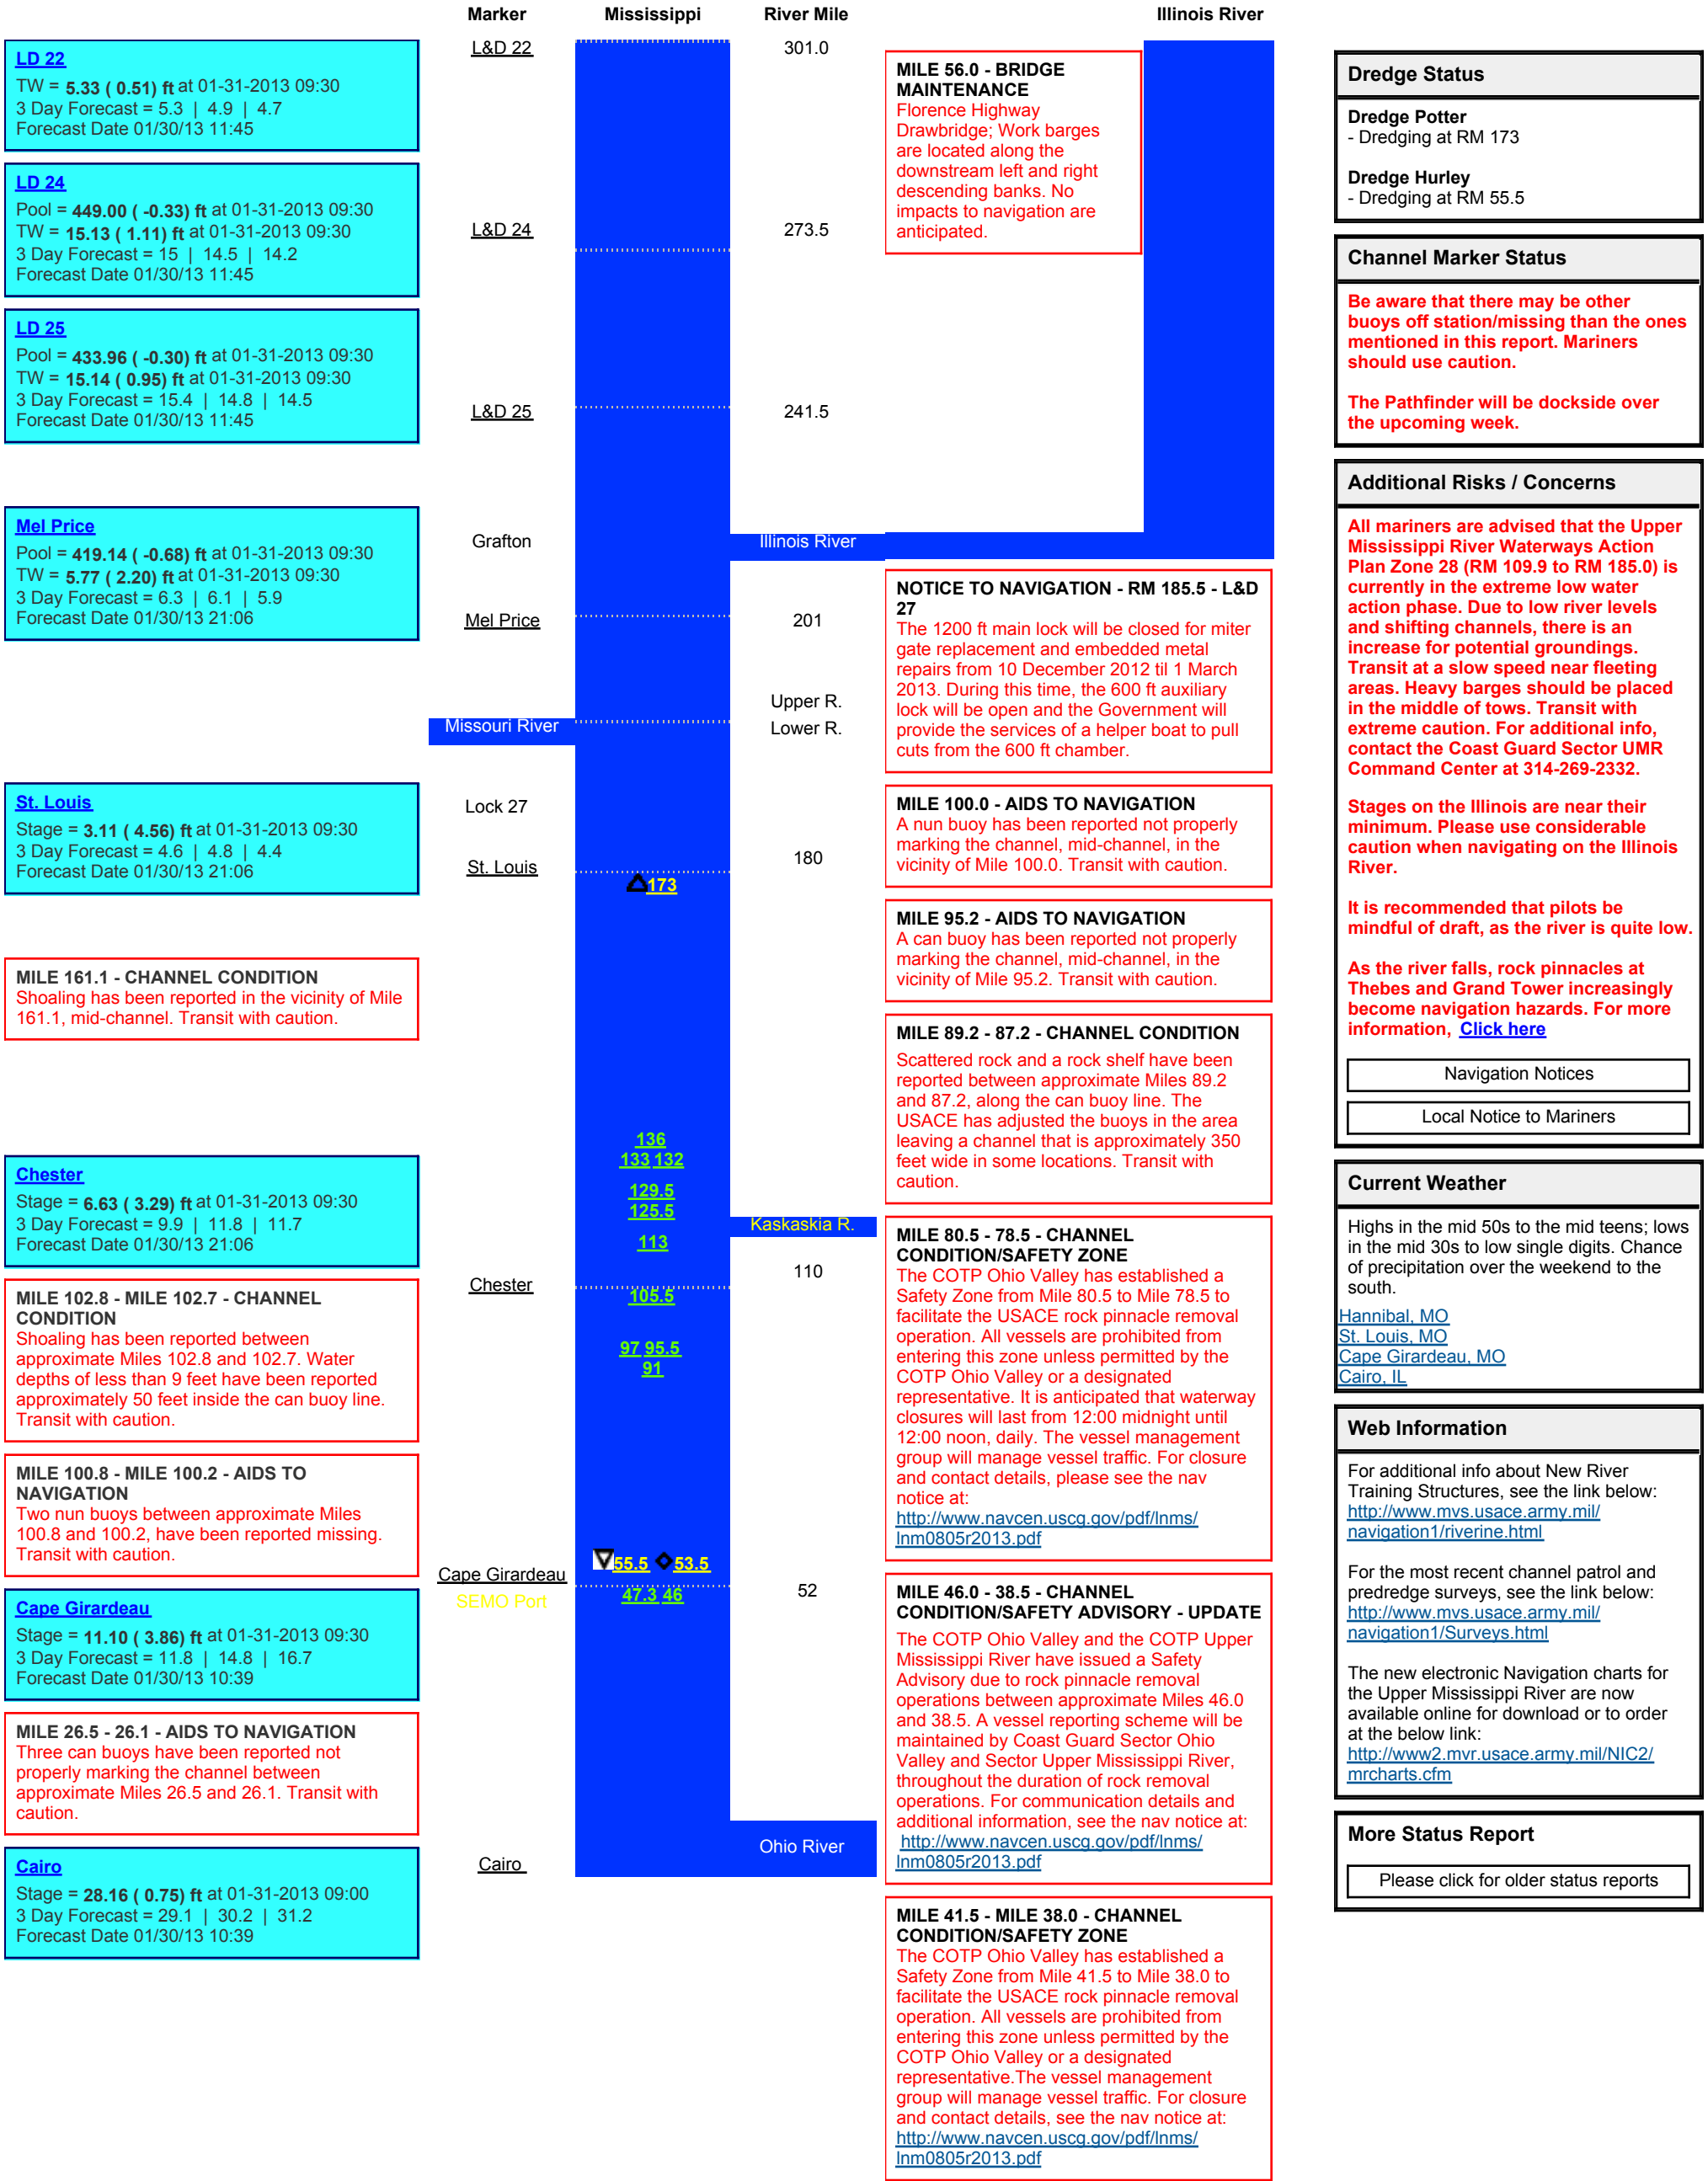 Marker
Mississippi
River Mile
Illinois River
LD 22
TW = 5.33 ( 0.51) ft at 01-31-2013 09:30
3 Day Forecast = 5.3 | 4.9 | 4.7
Forecast Date 01/30/13 11:45
LD 24
Pool = 449.00 ( -0.33) ft at 01-31-2013 09:30
TW = 15.13 ( 1.11) ft at 01-31-2013 09:30
3 Day Forecast = 15 | 14.5 | 14.2
Forecast Date 01/30/13 11:45
LD 25
Pool = 433.96 ( -0.30) ft at 01-31-2013 09:30
TW = 15.14 ( 0.95) ft at 01-31-2013 09:30
3 Day Forecast = 15.4 | 14.8 | 14.5
Forecast Date 01/30/13 11:45
Mel Price
Pool = 419.14 ( -0.68) ft at 01-31-2013 09:30
TW = 5.77 ( 2.20) ft at 01-31-2013 09:30
3 Day Forecast = 6.3 | 6.1 | 5.9
Forecast Date 01/30/13 21:06
St. Louis
Stage = 3.11 ( 4.56) ft at 01-31-2013 09:30
3 Day Forecast = 4.6 | 4.8 | 4.4
Forecast Date 01/30/13 21:06
MILE 161.1 - CHANNEL CONDITION
Shoaling has been reported in the vicinity of Mile
161.1, mid-channel. Transit with caution.
Chester
Stage = 6.63 ( 3.29) ft at 01-31-2013 09:30
3 Day Forecast = 9.9 | 11.8 | 11.7
Forecast Date 01/30/13 21:06
MILE 102.8 - MILE 102.7 - CHANNEL
CONDITION
Shoaling has been reported between
approximate Miles 102.8 and 102.7. Water
depths of less than 9 feet have been reported
approximately 50 feet inside the can buoy line.
Transit with caution.
MILE 100.8 - MILE 100.2 - AIDS TO
NAVIGATION
Two nun buoys between approximate Miles
100.8 and 100.2, have been reported missing.
Transit with caution.
Cape Girardeau
Stage = 11.10 ( 3.86) ft at 01-31-2013 09:30
3 Day Forecast = 11.8 | 14.8 | 16.7
Forecast Date 01/30/13 10:39
MILE 26.5 - 26.1 - AIDS TO NAVIGATION
Three can buoys have been reported not
properly marking the channel between
approximate Miles 26.5 and 26.1. Transit with
caution.
Cairo
Stage = 28.16 ( 0.75) ft at 01-31-2013 09:00
3 Day Forecast = 29.1 | 30.2 | 31.2
Forecast Date 01/30/13 10:39
L&D 22
301.0
L&D 24
273.5
L&D 25
241.5
Grafton
Illinois River
Mel Price
201
Upper R.
Missouri River
Lower R.
Lock 27
St. Louis
180
173
136
133 132
129.5
125.5
Kaskaskia R.
113
110
Chester
105.5
97 95.5
91
55.5
53.5
Cape Girardeau
52
SEMO Port
47.3 46
Ohio River
Cairo
MILE 56.0 - BRIDGE
MAINTENANCE
Florence Highway
Drawbridge; Work barges
are located along the
downstream left and right
descending banks. No
impacts to navigation are
anticipated.
NOTICE TO NAVIGATION - RM 185.5 - L&D
27
The 1200 ft main lock will be closed for miter
gate replacement and embedded metal
repairs from 10 December 2012 til 1 March
2013. During this time, the 600 ft auxiliary
lock will be open and the Government will
provide the services of a helper boat to pull
cuts from the 600 ft chamber.
MILE 100.0 - AIDS TO NAVIGATION
A nun buoy has been reported not properly
marking the channel, mid-channel, in the
vicinity of Mile 100.0. Transit with caution.
MILE 95.2 - AIDS TO NAVIGATION
A can buoy has been reported not properly
marking the channel, mid-channel, in the
vicinity of Mile 95.2. Transit with caution.
MILE 89.2 - 87.2 - CHANNEL CONDITION
Scattered rock and a rock shelf have been
reported between approximate Miles 89.2
and 87.2, along the can buoy line. The
USACE has adjusted the buoys in the area
leaving a channel that is approximately 350
feet wide in some locations. Transit with
caution.
MILE 80.5 - 78.5 - CHANNEL
CONDITION/SAFETY ZONE
The COTP Ohio Valley has established a
Safety Zone from Mile 80.5 to Mile 78.5 to
facilitate the USACE rock pinnacle removal
operation. All vessels are prohibited from
entering this zone unless permitted by the
COTP Ohio Valley or a designated
representative. It is anticipated that waterway
closures will last from 12:00 midnight until
12:00 noon, daily. The vessel management
group will manage vessel traffic. For closure
and contact details, please see the nav
notice at:
http://www.navcen.uscg.gov/pdf/lnms/
lnm0805r2013.pdf
MILE 46.0 - 38.5 - CHANNEL
CONDITION/SAFETY ADVISORY - UPDATE
The COTP Ohio Valley and the COTP Upper
Mississippi River have issued a Safety
Advisory due to rock pinnacle removal
operations between approximate Miles 46.0
and 38.5. A vessel reporting scheme will be
maintained by Coast Guard Sector Ohio
Valley and Sector Upper Mississippi River,
throughout the duration of rock removal
operations. For communication details and
additional information, see the nav notice at:
http://www.navcen.uscg.gov/pdf/lnms/
lnm0805r2013.pdf
MILE 41.5 - MILE 38.0 - CHANNEL
CONDITION/SAFETY ZONE
The COTP Ohio Valley has established a
Safety Zone from Mile 41.5 to Mile 38.0 to
facilitate the USACE rock pinnacle removal
operation. All vessels are prohibited from
entering this zone unless permitted by the
COTP Ohio Valley or a designated
representative.The vessel management
group will manage vessel traffic. For closure
and contact details, see the nav notice at:
http://www.navcen.uscg.gov/pdf/lnms/
lnm0805r2013.pdf
Dredge Status
Dredge Potter
- Dredging at RM 173
Dredge Hurley
- Dredging at RM 55.5
Channel Marker Status
Be aware that there may be other
buoys off station/missing than the ones
mentioned in this report. Mariners
should use caution.
The Pathfinder will be dockside over
the upcoming week.
Additional Risks / Concerns
All mariners are advised that the Upper
Mississippi River Waterways Action
Plan Zone 28 (RM 109.9 to RM 185.0) is
currently in the extreme low water
action phase. Due to low river levels
and shifting channels, there is an
increase for potential groundings.
Transit at a slow speed near fleeting
areas. Heavy barges should be placed
in the middle of tows. Transit with
extreme caution. For additional info,
contact the Coast Guard Sector UMR
Command Center at 314-269-2332.
Stages on the Illinois are near their
minimum. Please use considerable
caution when navigating on the Illinois
River.
It is recommended that pilots be
mindful of draft, as the river is quite low.
As the river falls, rock pinnacles at
Thebes and Grand Tower increasingly
become navigation hazards. For more
information, Click here
Navigation Notices
Local Notice to Mariners
Current Weather
Highs in the mid 50s to the mid teens; lows
in the mid 30s to low single digits. Chance
of precipitation over the weekend to the
south.
Hannibal, MO
St. Louis, MO
Cape Girardeau, MO
Cairo, IL
Web Information
For additional info about New River
Training Structures, see the link below:
http://www.mvs.usace.army.mil/
navigation1/riverine.html
For the most recent channel patrol and
predredge surveys, see the link below:
http://www.mvs.usace.army.mil/
navigation1/Surveys.html
The new electronic Navigation charts for
the Upper Mississippi River are now
available online for download or to order
at the below link:
http://www2.mvr.usace.army.mil/NIC2/
mrcharts.cfm
More Status Report
Please click for older status reports